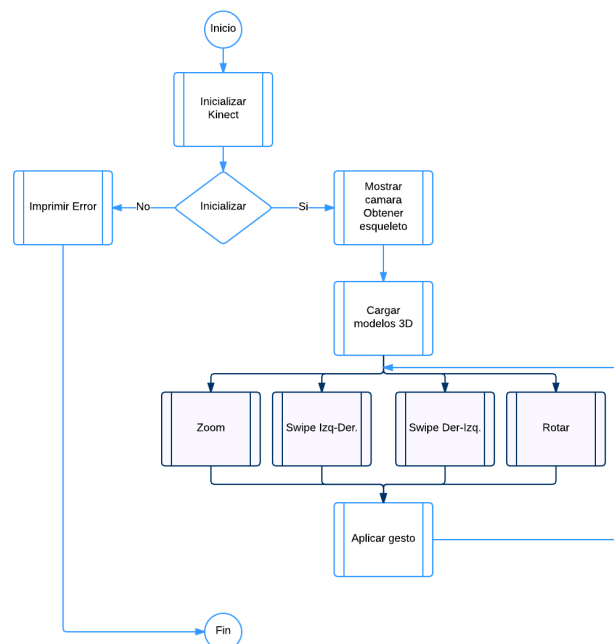 Inicio
Inicializar
Kinect
Imprimir Error
No
Inicializar
Si
Mostrar
camara
Obtener
esqueleto
Cargar
modelos 3D
Zoom
Swipe Izq-Der.
Swipe Der-Izq.
Rotar
Aplicar gesto
Fin